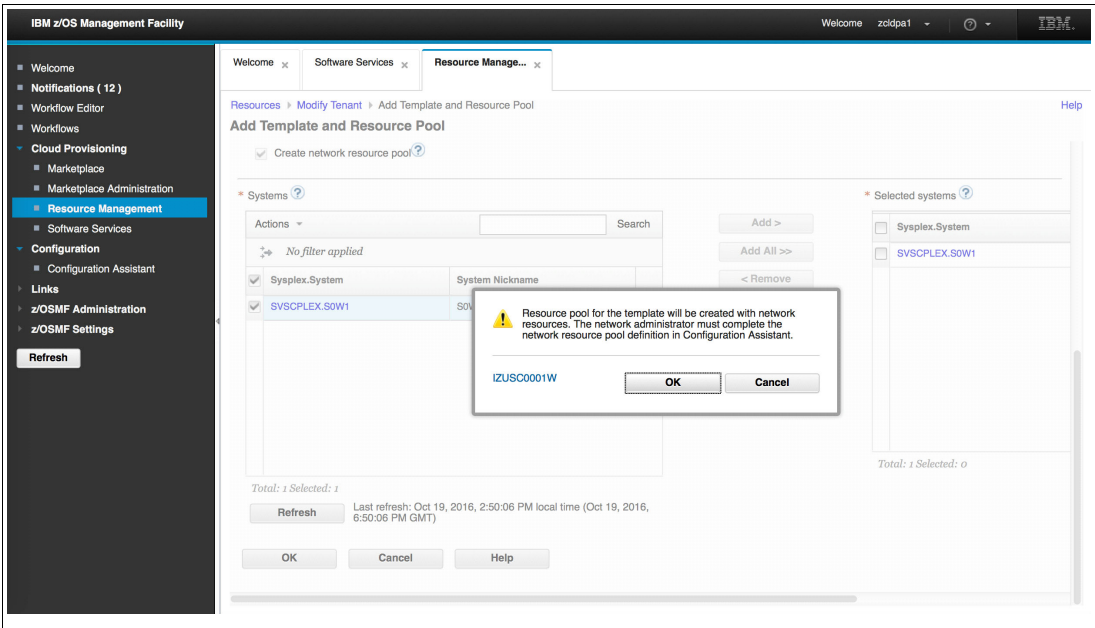 IBM z/OS Management Facility
Welcome zcldpa1
IBM.
Welcome
Notifications ( 12 )
Workflow Editor
Workflows
Cloud Provisioning
Marketplace
Marketplace Administration
Resource Management
Software Services
Configuration
Configuration Assistant
Links
z/OSMF Administration
z/OSMF Settings
Refresh
Welcome Software Services Resource Manage...
Resources Modify Tenant Add Template and Resource Pool Help
Add Template and Resource Pool
Create network resource pool ?
* Systems ? * Selected systems ?
Actions Search Add > Sysplex.System
No filter applied Add All >> SVSCPLEX.S0W1
Sysplex.System System Nickname < Remove
SVSCPLEX.S0W1
Resource pool for the template will be created with network
resources. The network administrator must complete the
network resource pool definition in Configuration Assistant.
IZUSC0001W OK Cancel
Total: 1 Selected: 0
Total: 1 Selected: 1
Refresh Last refresh: Oct 19, 2016, 2:50:06 PM local time (Oct 19, 2016,
6:50:06 PM GMT)
OK Cancel Help